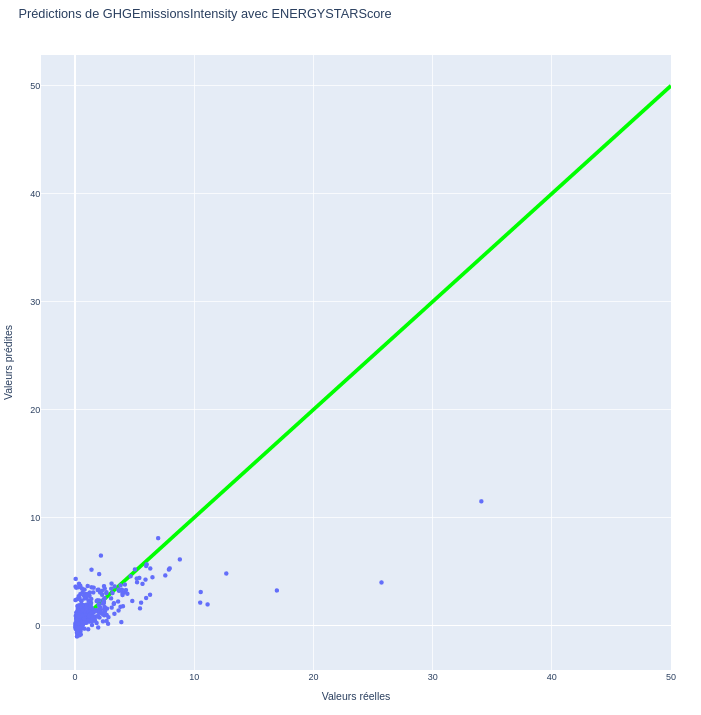 Prédictions de GHGEmissionsIntensity avec ENERGYSTARScore
50
40
30
20
10
0
Valeurs prédites
0 10 20 30 40 50
Valeurs réelles